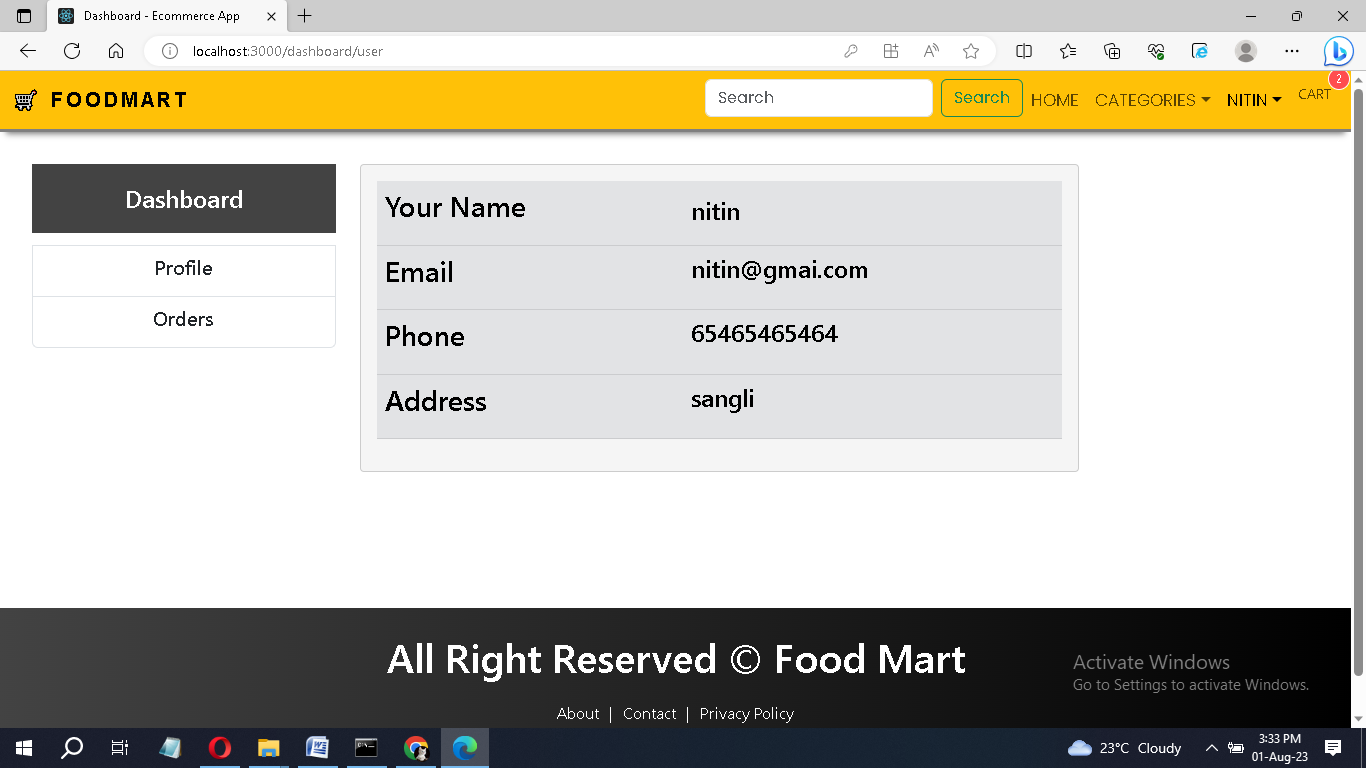 Dashboard - Ecommerce App
localhost:3000/dashboard/user
FOODMART
Search
Search
HOME
CATEGORIES
NITIN
CART
2
Dashboard
Profile
Orders
Your Name nitin
Email nitin@gmai.com
Phone 65465465464
Address sangli
All Right Reserved © Food Mart
About | Contact | Privacy Policy
Activate Windows
Go to Settings to activate Windows.
23°C Cloudy
3:33 PM
01-Aug-23